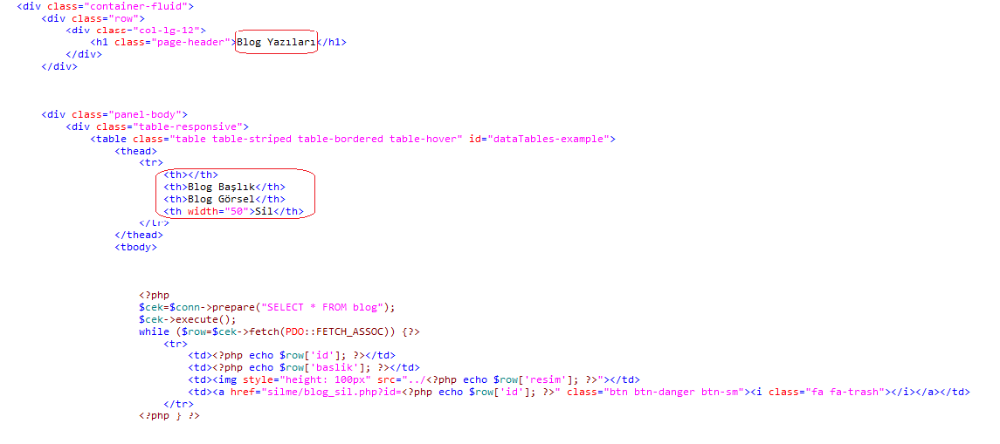 <div class="container-fluid">
<div class="row">
<div class="col-lg-12">
<h1 class="page-header">Blog Yazıları</h1>
</div>
</div>
<div class="panel-body">
<div class="table-responsive">
<table class="table table-striped table-bordered table-hover" id="dataTables-example">
<thead>
<tr>
<th></th>
<th>Blog Başlık</th>
<th>Blog Görsel</th>
<th width="50">Sil</th>
</tr>
</thead>
<tbody>
<?php
$cek=$conn->prepare("SELECT * FROM blog");
$cek->execute();
while ($row=$cek->fetch(PDO::FETCH_ASSOC)) {?>
<tr>
<td><?php echo $row['id']; ?></td>
<td><?php echo $row['baslik']; ?></td>
<td><img style="height: 100px" src="../<?php echo $row['resim']; ?>"></td>
<td><a href="silme/blog_sil.php?id=<?php echo $row['id']; ?>" class="btn btn-danger btn-sm"><i class="fa fa-trash"></i></a></td>
</tr>
<?php } ?>